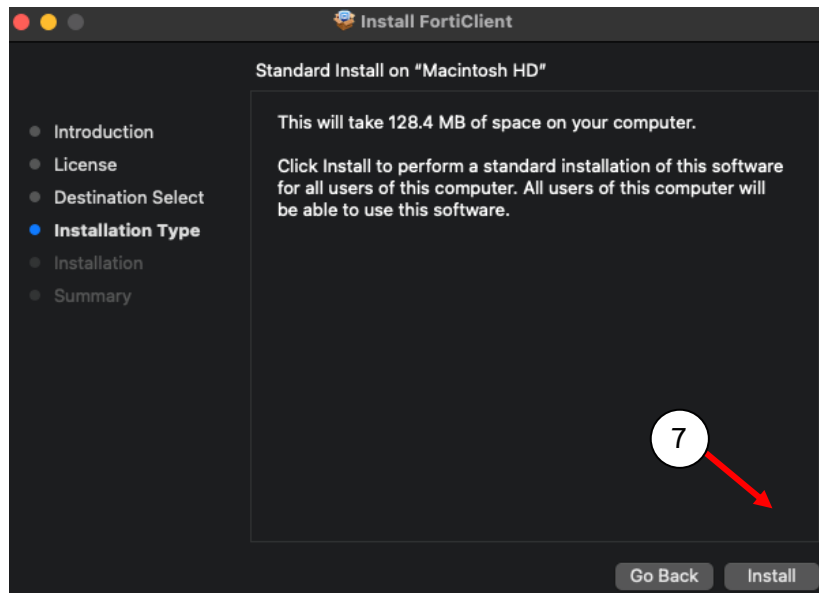 Install FortiClient
Standard Install on “Macintosh HD”
Introduction
License
Destination Select
Installation Type
Installation
Summary
This will take 128.4 MB of space on your computer.
Click Install to perform a standard installation of this software
for all users of this computer. All users of this computer will
be able to use this software.
7
Go Back
Install